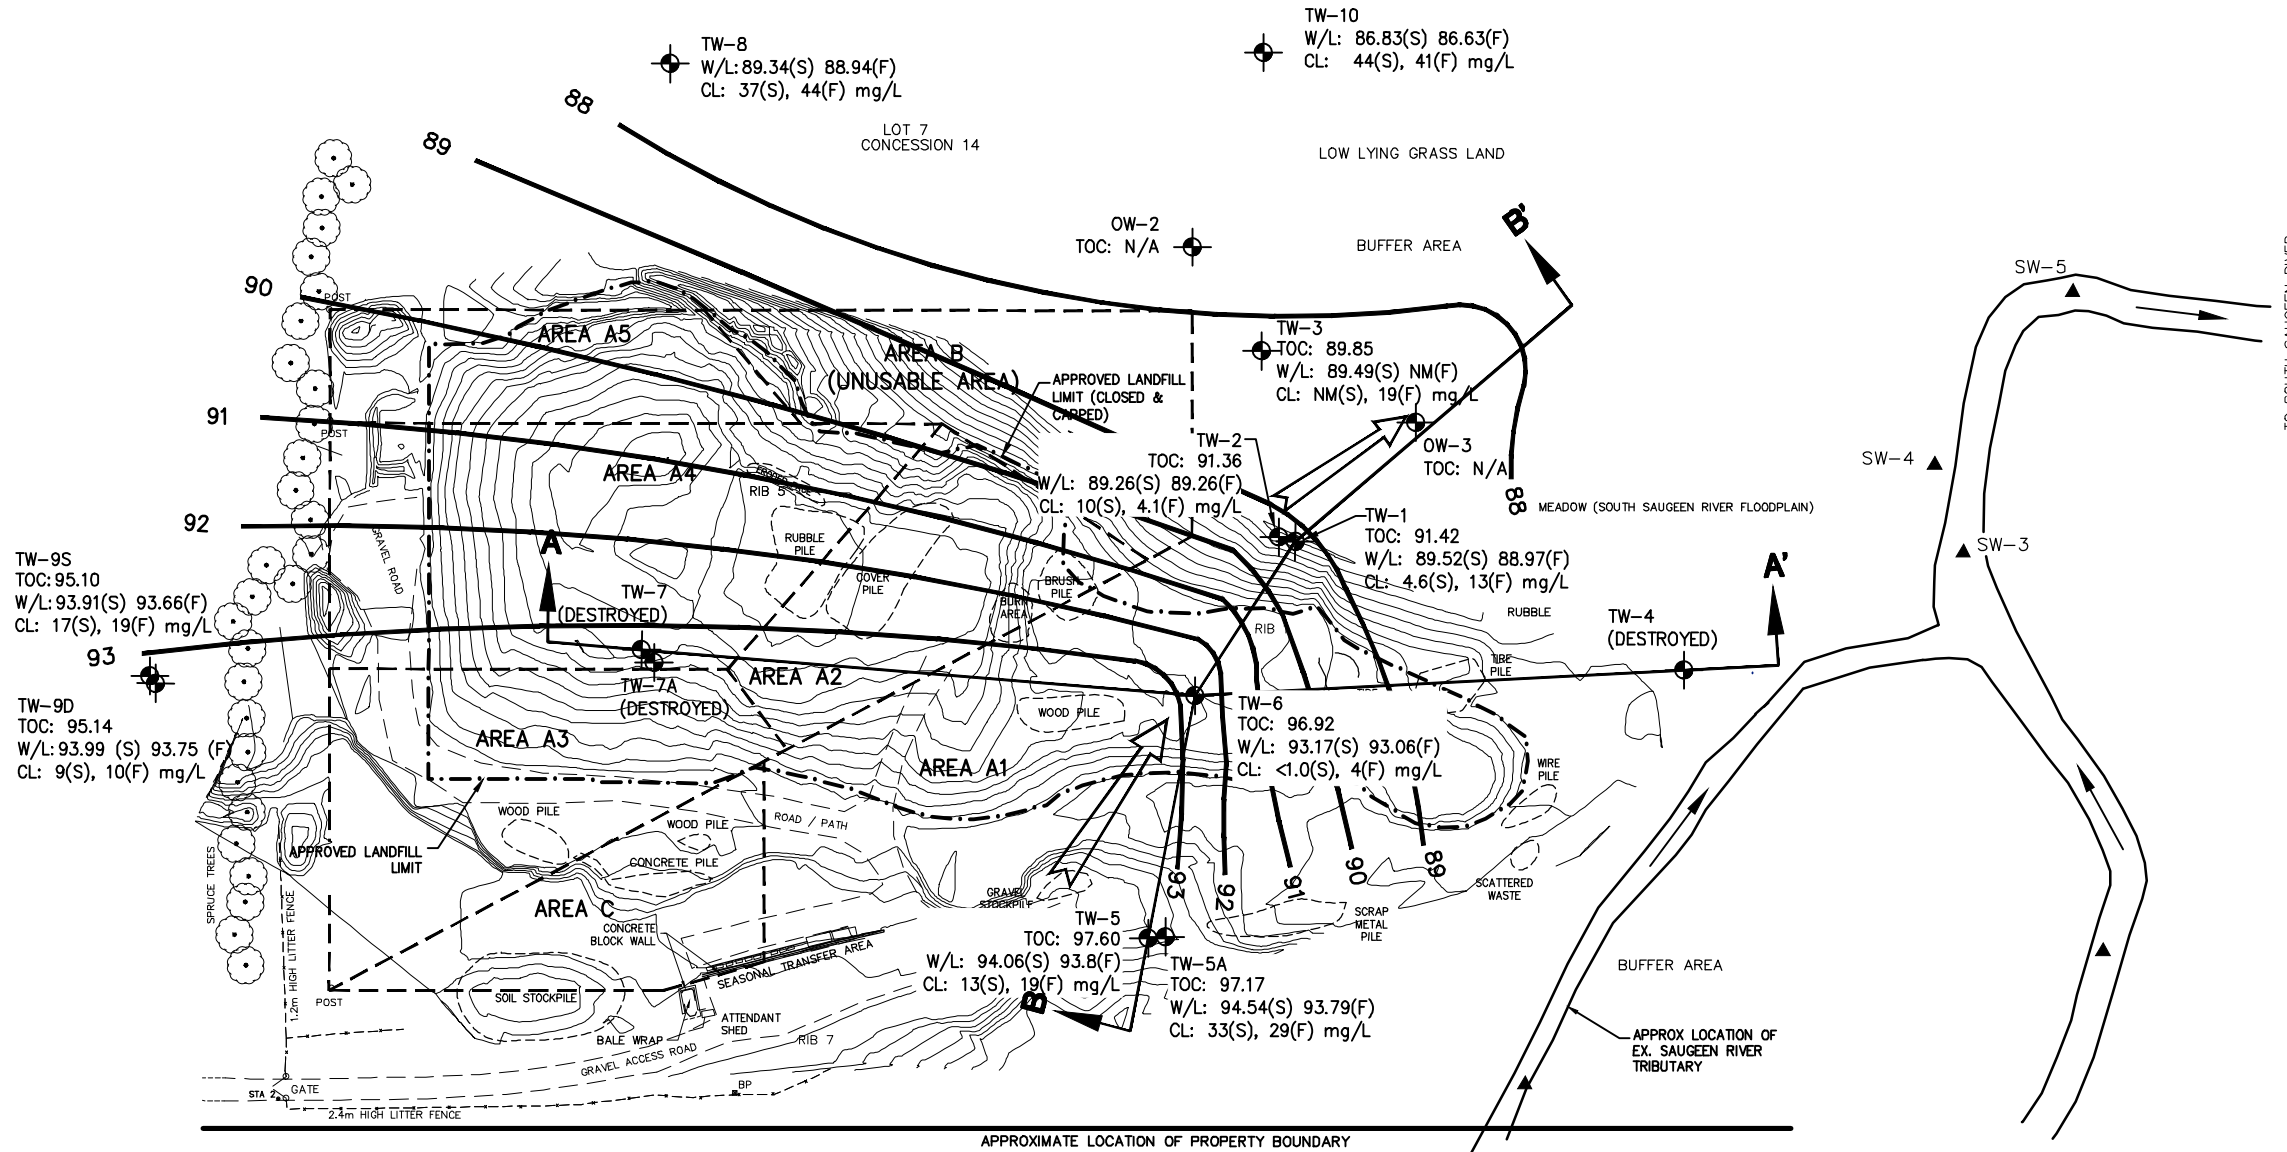 TW-10
W/L: 86.83(S) 86.63(F)
CL: 44(S), 41(F) mg/L
TW-8
W/L:89.34(S) 88.94(F)
CL: 37(S), 44(F) mg/L
88
89
LOT 7
CONCESSION 14
LOW LYING GRASS LAND
OW-2
TOC: N/A
BUFFER AREA
B'
SW-5
90
POST
AREA A5
AREA B
(UNUSABLE AREA)
APPROVED LANDFILL
LIMIT (CLOSED &
CAPPED)
TW-3
TOC: 89.85
W/L: 89.49(S) NM(F)
CL: NM(S), 19(F) mg/L
91
POST
AREA A4
RIB 5
TW-2
TOC: 91.36
W/L: 89.26(S) 89.26(F)
CL: 10(S), 4.1(F) mg/L
OW-3
TOC: N/A
88
MEADOW (SOUTH SAUGEEN RIVER FLOODPLAIN)
SW-4
92
GRAVEL ROAD
A
RUBBLE
PILE
COVER
PILE
BRUSH
PILE
BURN
AREA
TW-1
TOC: 91.42
W/L: 89.52(S) 88.97(F)
CL: 4.6(S), 13(F) mg/L
SW-3
A'
TW-9S
TOC: 95.10
W/L:93.91(S) 93.66(F)
CL: 17(S), 19(F) mg/L
TW-7
(DESTROYED)
RIB
RUBBLE
TW-4
(DESTROYED)
93
TW-7A
(DESTROYED)
AREA A2
TIRE
PILE
WOOD PILE
TW-9D
TOC: 95.14
W/L:93.99 (S) 93.75 (F)
CL: 9(S), 10(F) mg/L
AREA A3
AREA A1
TW-6
TOC: 96.92
W/L: 93.17(S) 93.06(F)
CL: <1.0(S), 4(F) mg/L
WIRE
PILE
WOOD PILE
WOOD PILE
ROAD / PATH
APPROVED LANDFILL
LIMIT
CONCRETE PILE
SPRUCE TREES
GRAVEL
STOCKPILE
93
92
91
90
89
SCATTERED
WASTE
SCRAP
METAL
PILE
AREA C
CONCRETE
BLOCK WALL
1.2m HIGH LITTER FENCE
SEASONAL TRANSFER AREA
TW-5
TOC: 97.60
W/L: 94.06(S) 93.8(F)
CL: 13(S), 19(F) mg/L
B
TW-5A
TOC: 97.17
W/L: 94.54(S) 93.79(F)
CL: 33(S), 29(F) mg/L
BUFFER AREA
POST
SOIL STOCKPILE
ATTENDANT
SHED
BALE WRAP
RIB 7
GRAVEL ACCESS ROAD
APPROX LOCATION OF
EX. SAUGEEN RIVER
TRIBUTARY
STA 2
GATE
BP
2.4m HIGH LITTER FENCE
APPROXIMATE LOCATION OF PROPERTY BOUNDARY